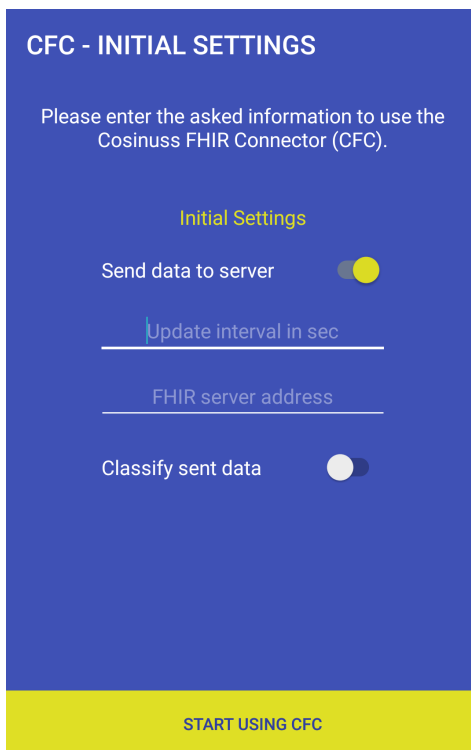 CFC - INITIAL SETTINGS
Please enter the asked information to use the
Cosinuss FHIR Connector (CFC).
Initial Settings
Send data to server
Update interval in sec
FHIR server address
Classify sent data
START USING CFC